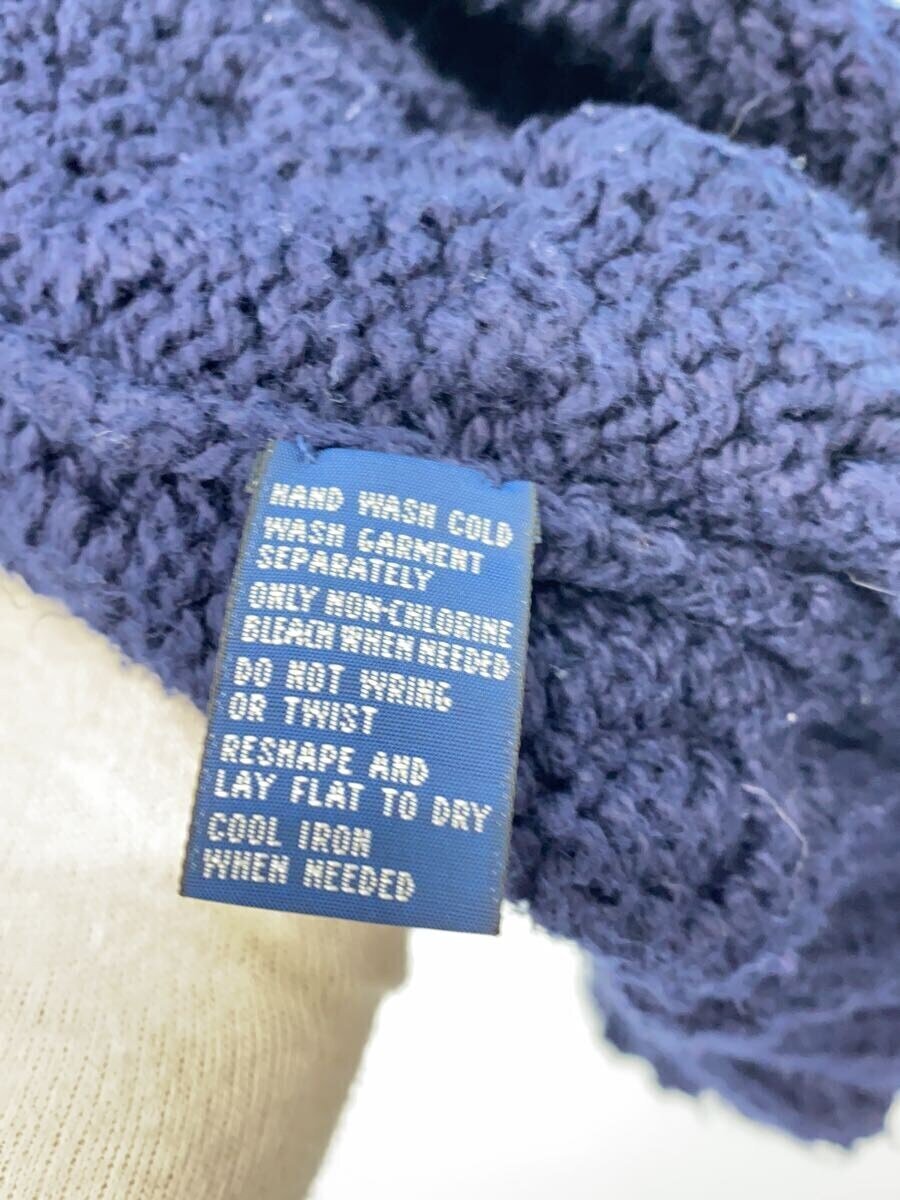 HAND WASH COLD
WASH GARMENT
SEPARATELY
ONLY NON-CHLORINE
BLEACH WHEN NEEDED
DO NOT WRING
OR TWIST
RESHAPE AND
LAY FLAT TO DRY
COOL IRON
WHEN NEEDED